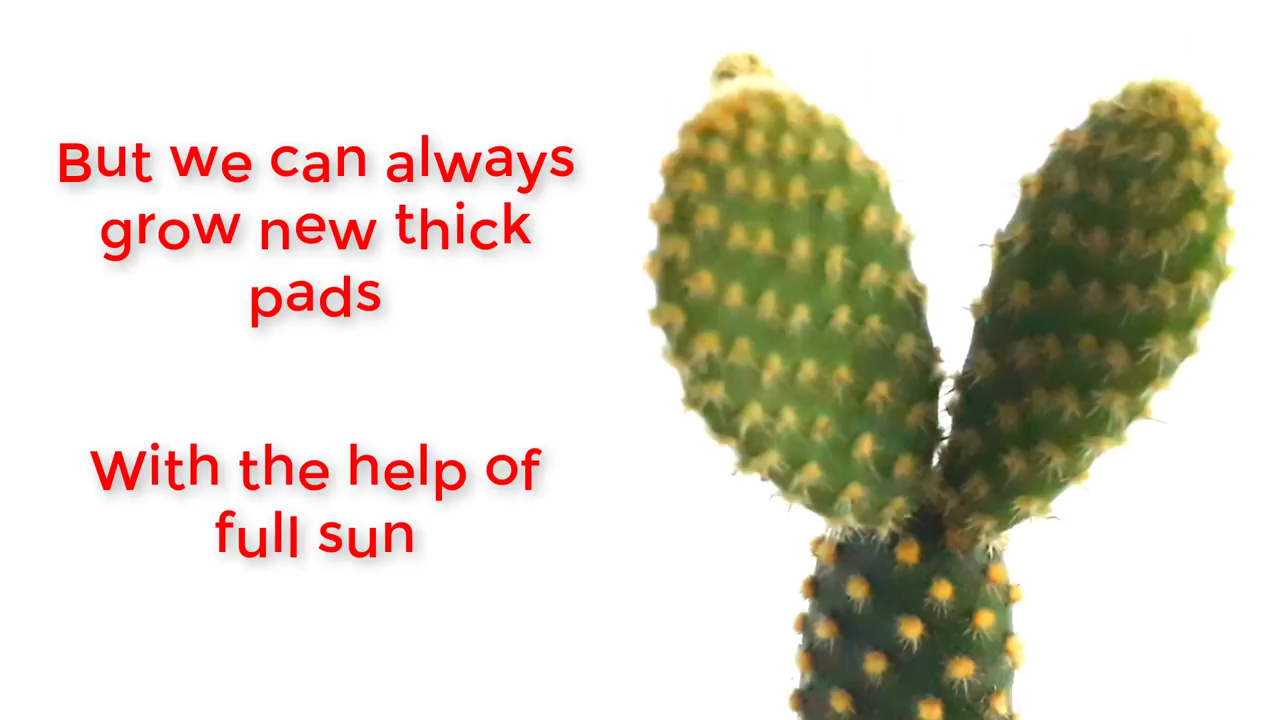 But we can always
grow new thick
pads
With the help of
full sun